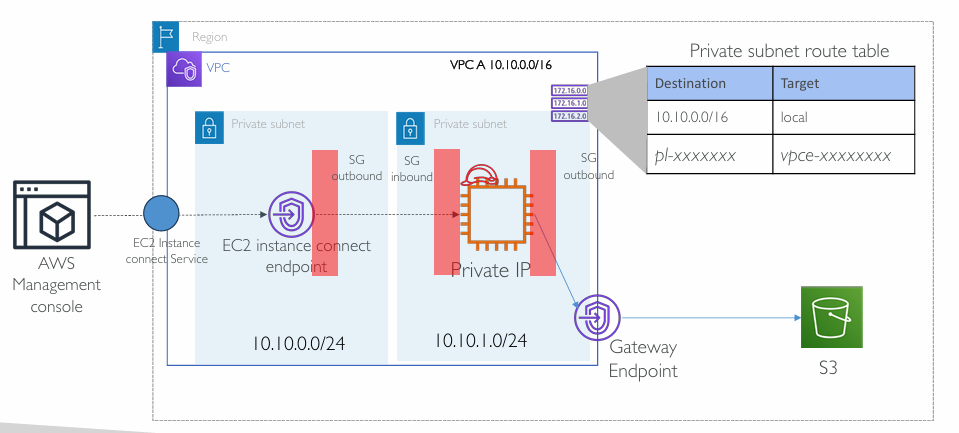 Region
VPC
VPC A 10.10.0.0/16
Private subnet route table
Destination Target
10.10.0.0/16 local
pl-xxxxxxx vpce-xxxxxxxx
172.16.0.0
172.16.1.0
172.16.2.0
Private subnet
Private subnet
SG
outbound
SG
inbound
SG
outbound
EC2 Instance
connect Service
EC2 instance connect
endpoint
Private IP
AWS
Management
console
10.10.0.0/24
10.10.1.0/24
Gateway
Endpoint
S3